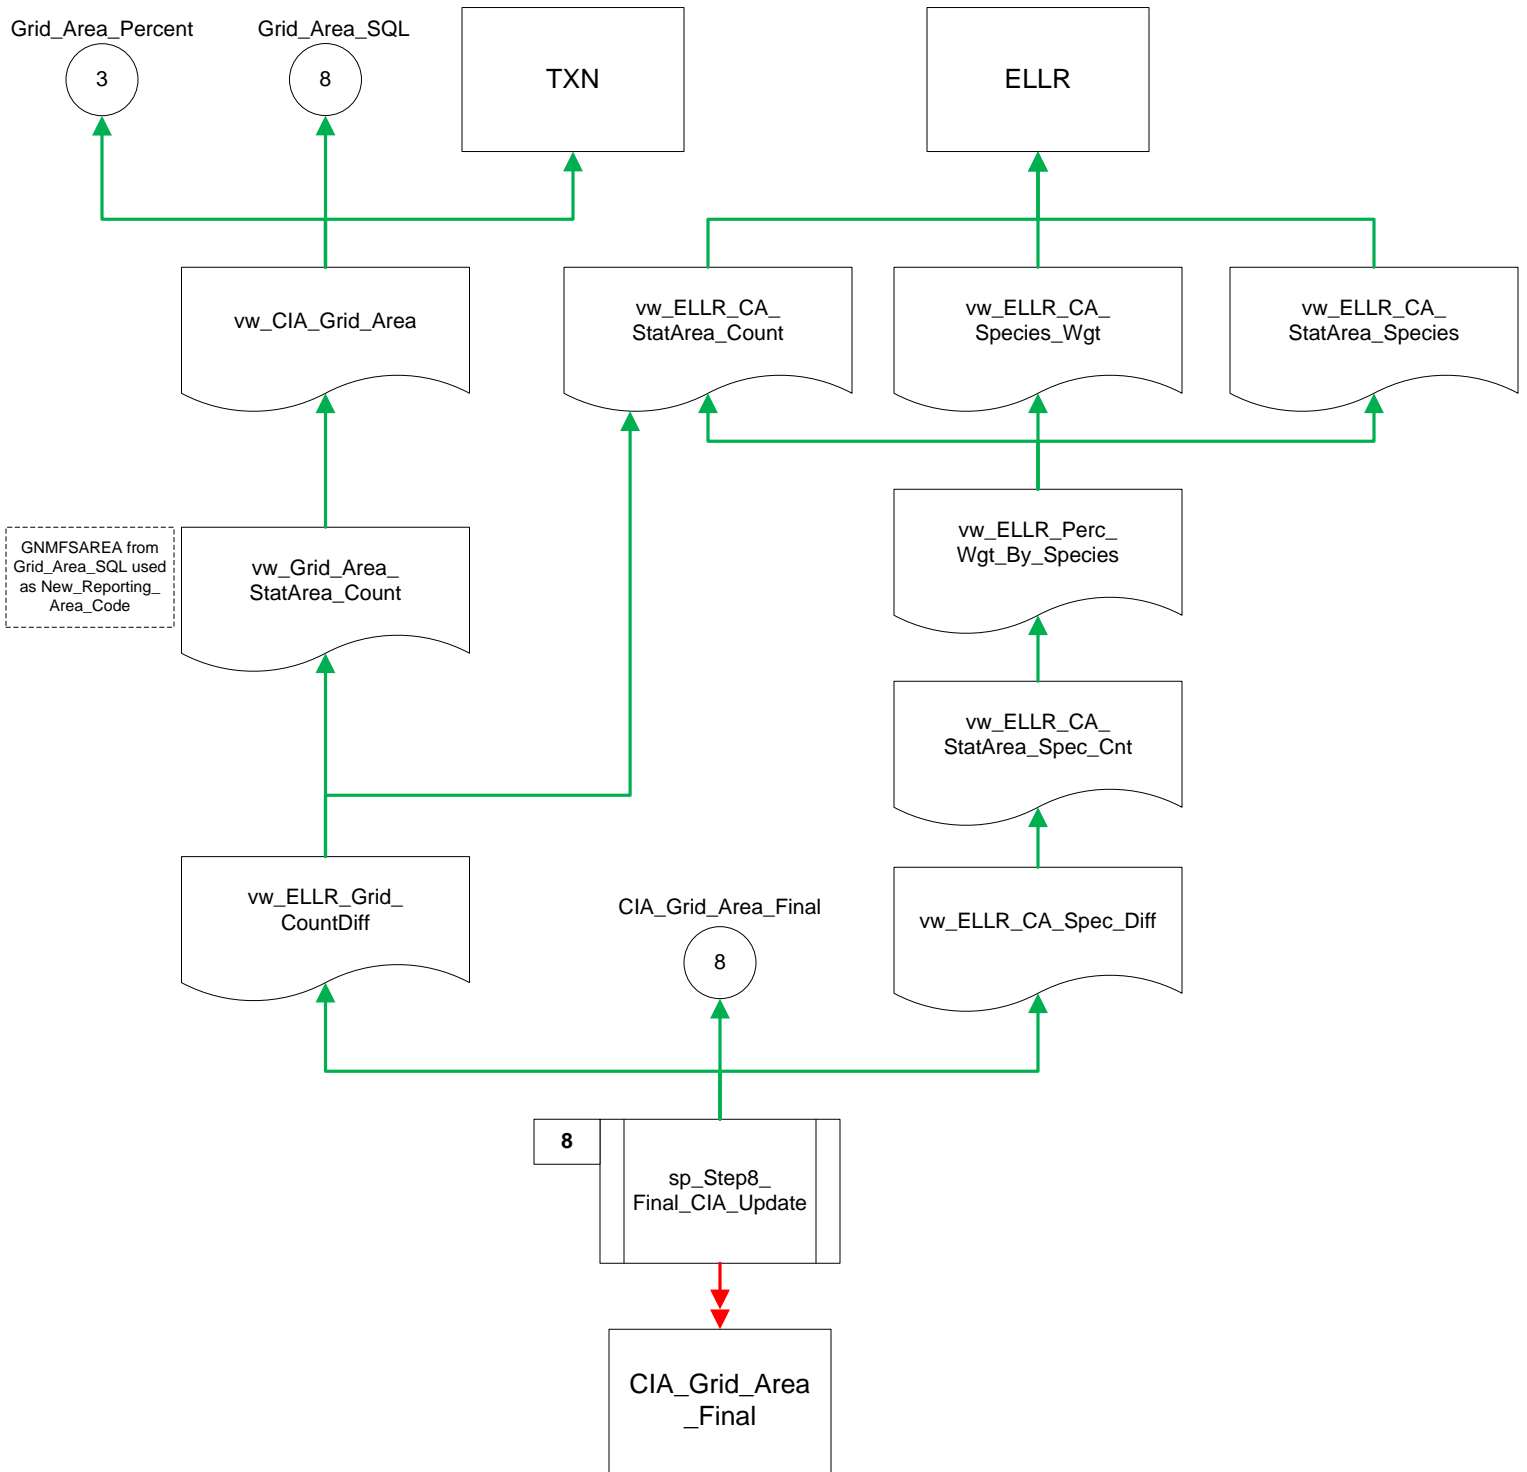 Grid_Area_Percent
Grid_Area_SQL
3
8
TXN
ELLR
vw_CIA_Grid_Area
vw_ELLR_CA_
StatArea_Count
vw_ELLR_CA_
Species_Wgt
vw_ELLR_CA_
StatArea_Species
GNMFSAREA from
Grid_Area_SQL used
as New_Reporting_
Area_Code
vw_Grid_Area_
StatArea_Count
vw_ELLR_Perc_
Wgt_By_Species
vw_ELLR_CA_
StatArea_Spec_Cnt
vw_ELLR_Grid_
CountDiff
CIA_Grid_Area_Final
8
vw_ELLR_CA_Spec_Diff
8
sp_Step8_
Final_CIA_Update
CIA_Grid_Area
_Final